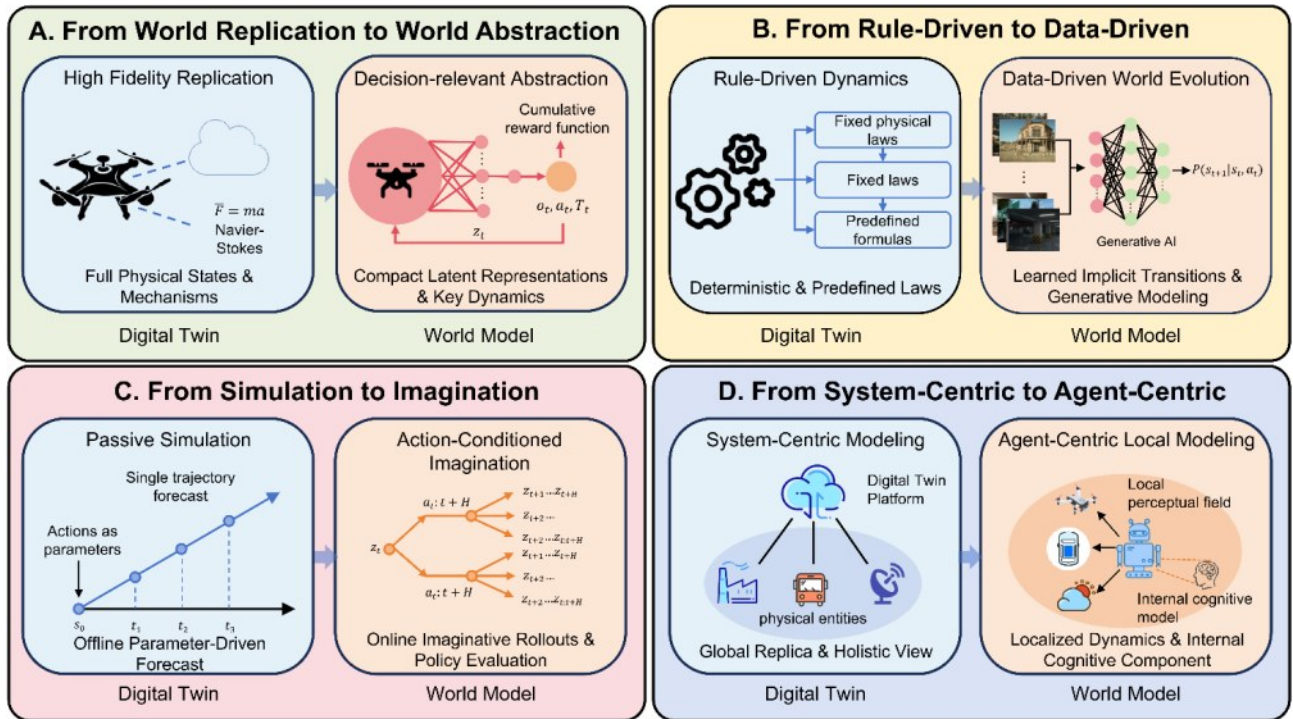 A. From World Replication to World Abstraction
High Fidelity Replication
F̅ = ma
Navier-
Stokes
Full Physical States &
Mechanisms
Digital Twin
Decision-relevant Abstraction
Cumulative
reward function
o_t, a_t, T_t
z_t
Compact Latent Representations
& Key Dynamics
World Model
B. From Rule-Driven to Data-Driven
Rule-Driven Dynamics
Fixed physical
laws
Fixed laws
Predefined
formulas
Deterministic & Predefined Laws
Digital Twin
Data-Driven World Evolution
P(s_{t+1}|s_t, a_t)
Generative AI
Learned Implicit Transitions &
Generative Modeling
World Model
C. From Simulation to Imagination
Passive Simulation
Single trajectory
forecast
Actions as
parameters
s_0 t_1 t_2 t_3
Offline Parameter-Driven
Forecast
Digital Twin
Action-Conditioned
Imagination
a_t: t + H
z_t
a_t: t + H
z_{t+1}...z_{t+H}
z_{t+2}...
z_{t+2}...z_{t:t+H}
z_{t+1}...z_{t+H}
z_{t+2}...
z_{t+2}...z_{t:t+H}
Online Imaginative Rollouts &
Policy Evaluation
World Model
D. From System-Centric to Agent-Centric
System-Centric Modeling
Digital Twin
Platform
physical entities
Global Replica & Holistic View
Digital Twin
Agent-Centric Local Modeling
Local
perceptual field
Internal cognitive
model
Localized Dynamics & Internal
Cognitive Component
World Model